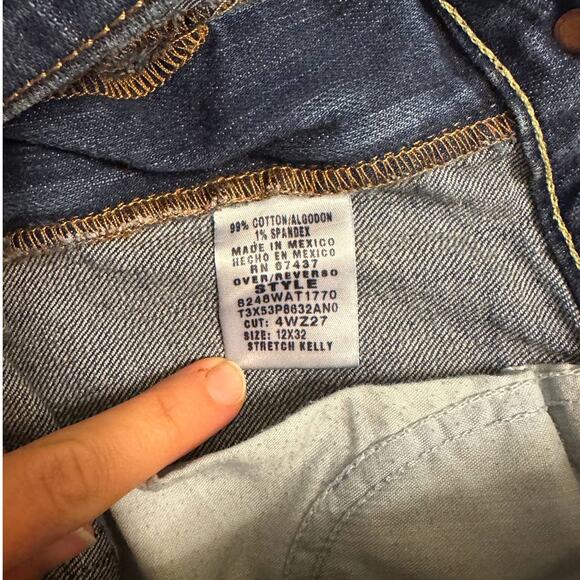 99% COTTON/ALGODON
1% SPANDEX
MADE IN MEXICO
HECHO EN MEXICO
RN 67437
OVER/REVERSO
STYLE
8248WAT1770
T3X53P8632AN0
CUT: 4WZ27
SIZE: 12X32
STRETCH KELLY